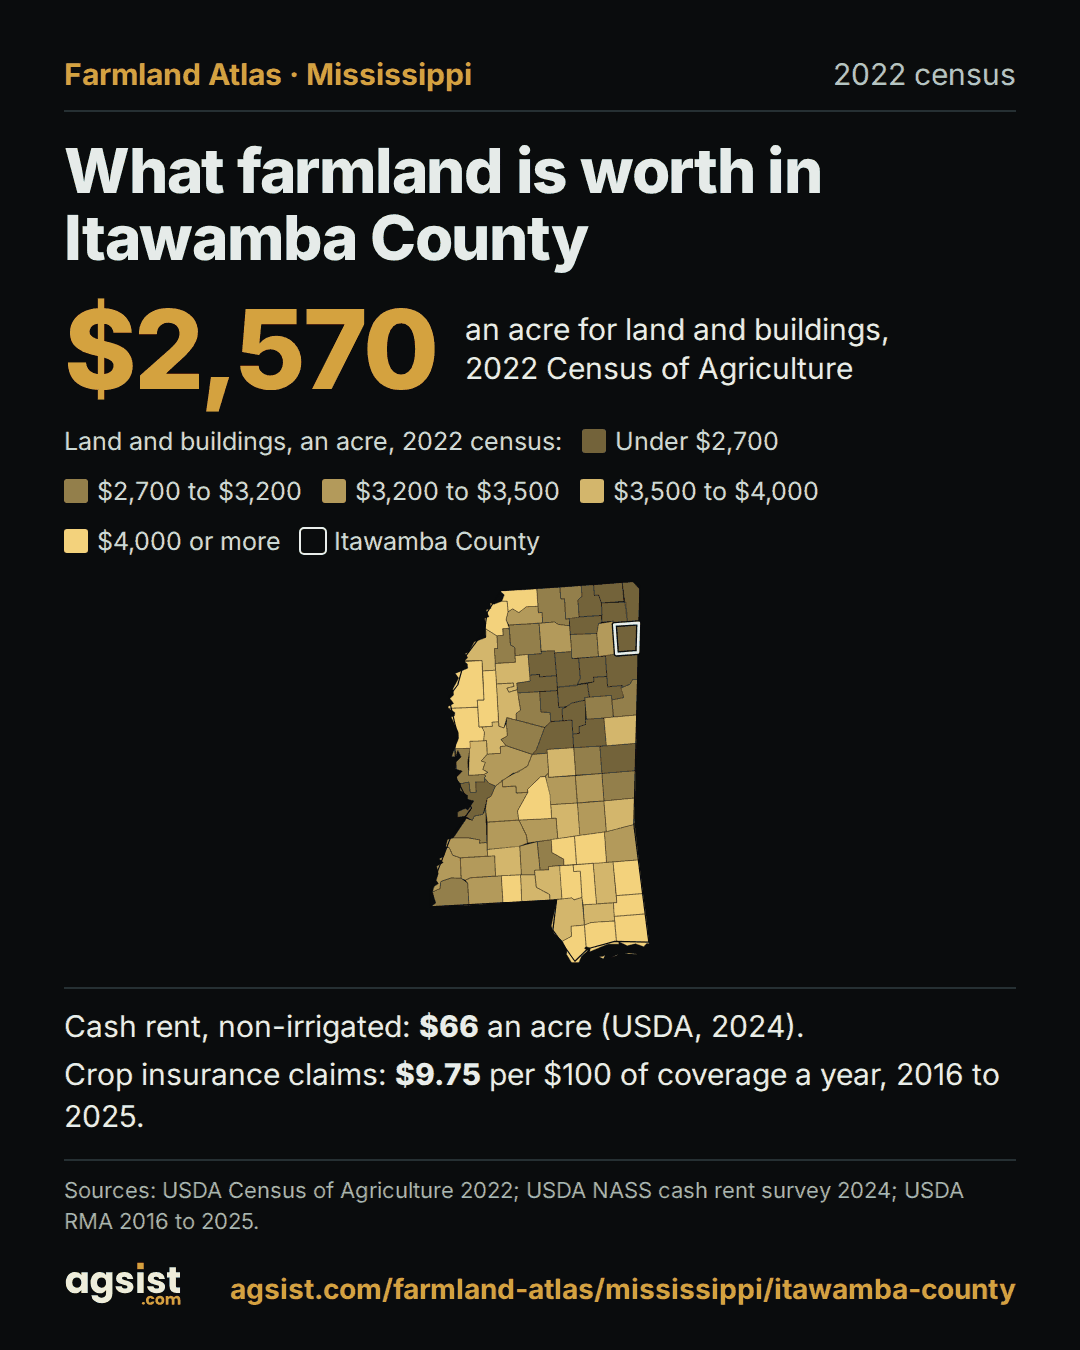 Farmland Atlas · Mississippi
2022 census
What farmland is worth in
Itawamba County
$2,570
an acre for land and buildings,
2022 Census of Agriculture
Land and buildings, an acre, 2022 census:
Under $2,700
$2,700 to $3,200
$3,200 to $3,500
$3,500 to $4,000
$4,000 or more
Itawamba County
Cash rent, non-irrigated: $66 an acre (USDA, 2024).
Crop insurance claims: $9.75 per $100 of coverage a year, 2016 to
2025.
Sources: USDA Census of Agriculture 2022; USDA NASS cash rent survey 2024; USDA
RMA 2016 to 2025.
agsist
.com
agsist.com/farmland-atlas/mississippi/itawamba-county